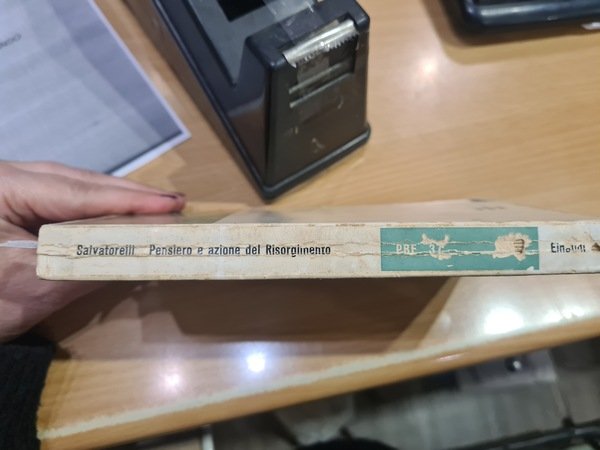 Salvatorelli Pensiero e azione del Risorgimento PBE Einaudi